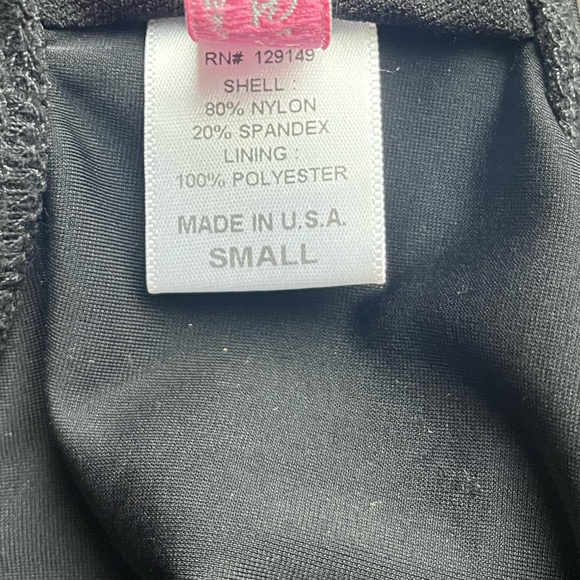 RN# 129149
SHELL :
80% NYLON
20% SPANDEX
LINING :
100% POLYESTER
MADE IN U.S.A.
SMALL